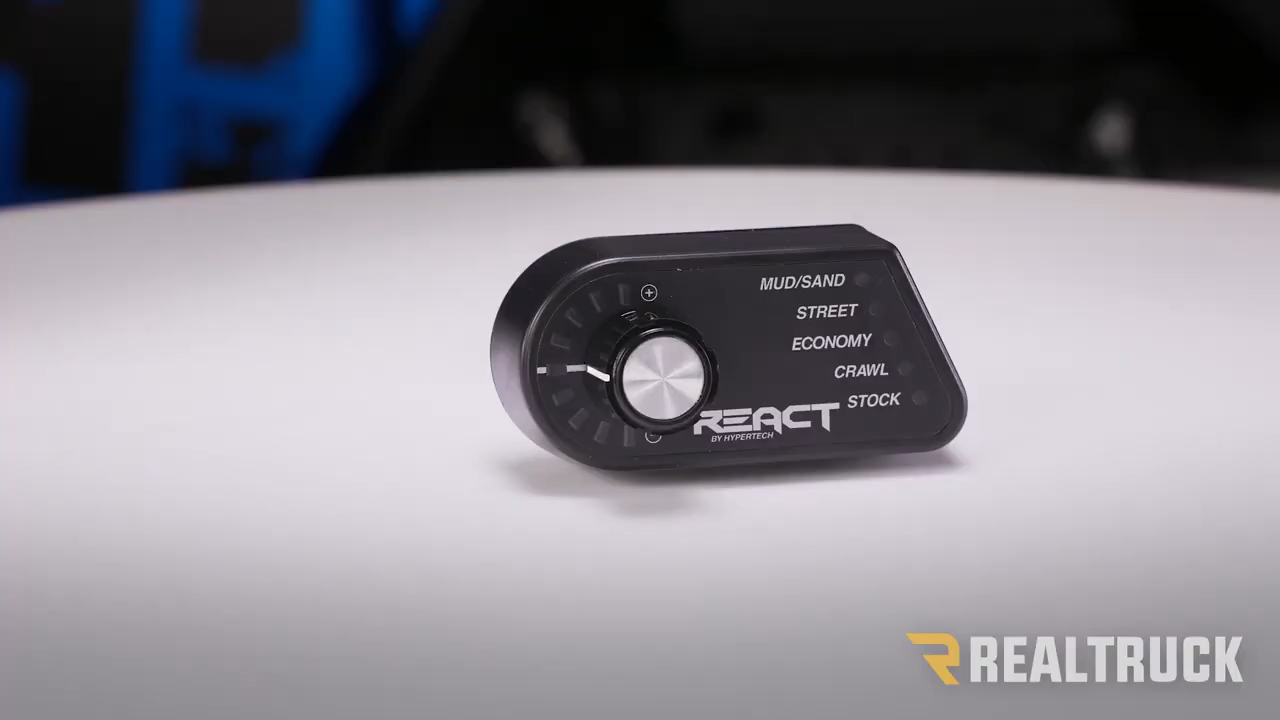 MUD/SAND
STREET
ECONOMY
CRAWL
STOCK
REACT
BY HYPERTECH
REALTRUCK